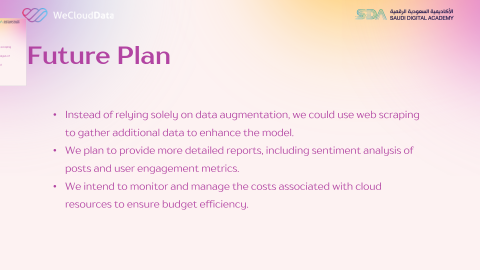 WeCloudData
SDA
الأكاديمية السعودية الرقمية
SAUDI DIGITAL ACADEMY
Future Plan
• Instead of relying solely on data augmentation, we could use web scraping
to gather additional data to enhance the model.
• We plan to provide more detailed reports, including sentiment analysis of
posts and user engagement metrics.
• We intend to monitor and manage the costs associated with cloud
resources to ensure budget efficiency.